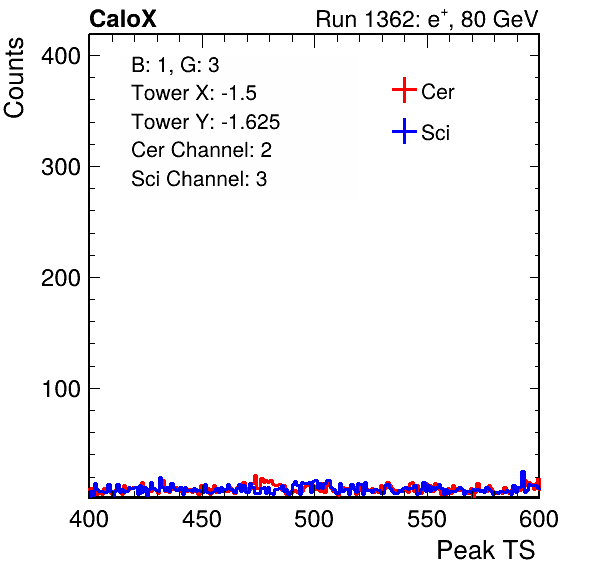 CaloX Run 1362: e⁺, 80 GeV
Counts
400
300
200
100
B: 1, G: 3
Tower X: -1.5
Tower Y: -1.625
Cer Channel: 2
Sci Channel: 3
Cer
Sci
400 450 500 550 600
Peak TS